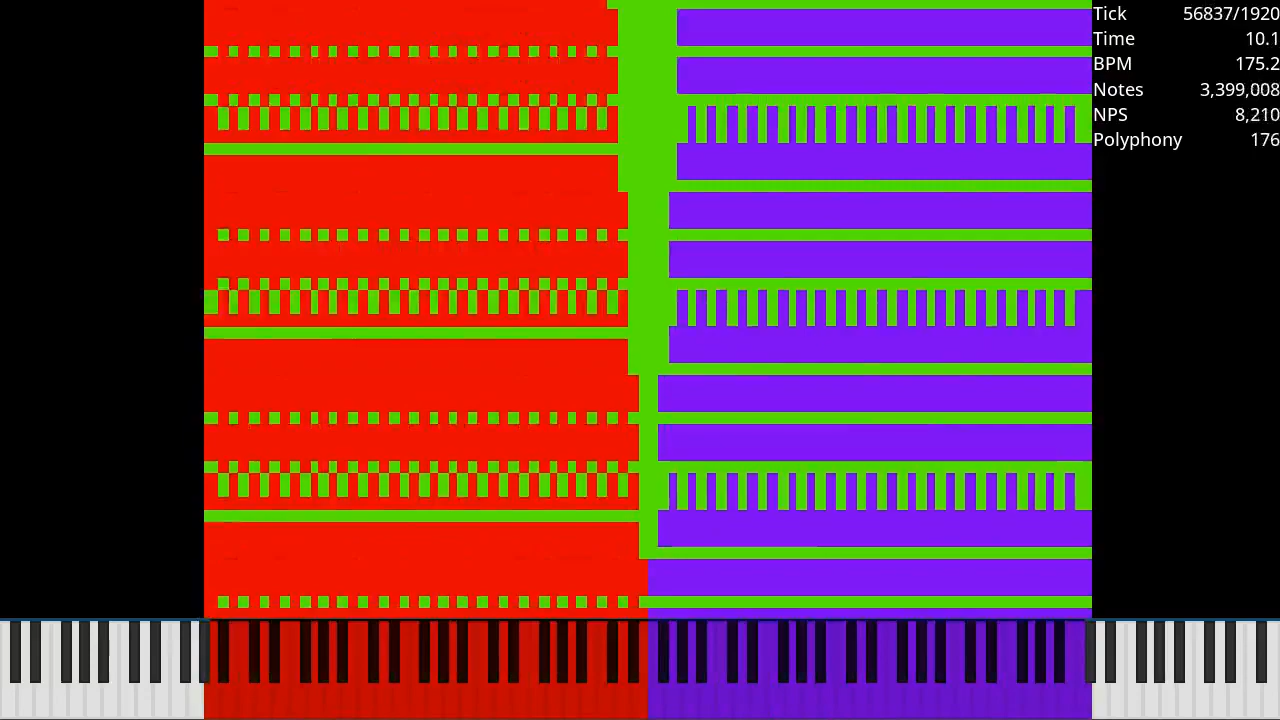 Tick 56837/1920
Time 10.1
BPM 175.2
Notes 3,399,008
NPS 8,210
Polyphony 176